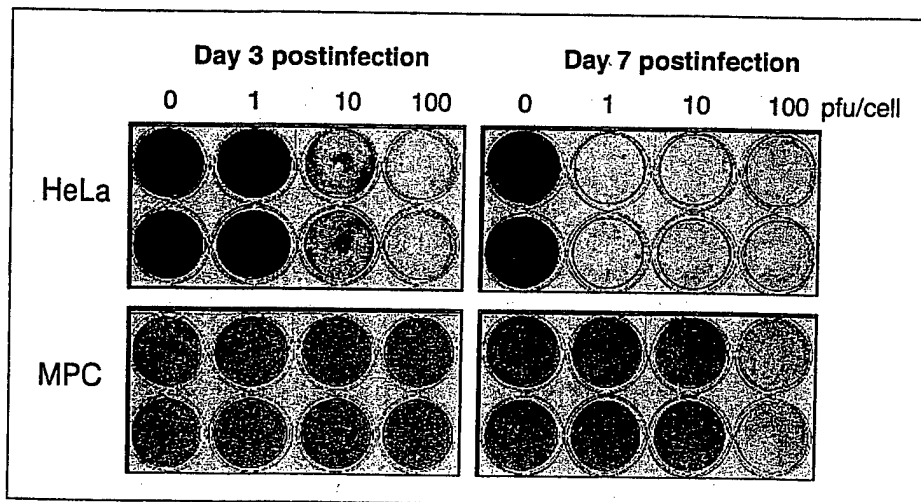 Day 3 postinfection Day 7 postinfection
0 1 10 100 0 1 10 100 pfu/cell
HeLa
MPC